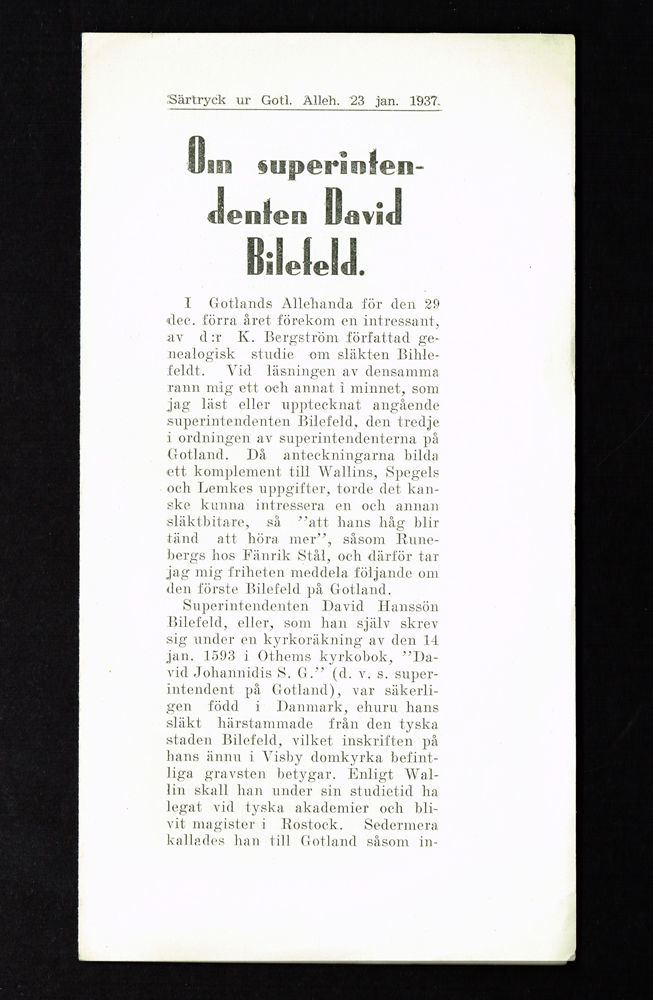 Särtryck ur Gotl. Alleh. 23 jan. 1937.
Om superinten-
denten David
Bilefeld.
I Gotlands Allehanda för den 29
dec. förra året förekom en intressant,
av d:r K. Bergström författad ge-
nealogisk studie om släkten Bihle-
feldt. Vid läsningen av densamma
rann mig ett och annat i minnet, som
jag läst eller upptecknat angående
superintendenten Bilefeld, den tredje
i ordningen av superintendenterna på
Gotland. Då anteckningarna bilda
ett komplement till Wallins, Spegels
och Lemkes uppgifter, torde det kan-
ske kunna intressera en och annan
släktbitare, så ”att hans håg blir
tänd att höra mer”, såsom Rune-
bergs hos Fänrik Stål, och därför tar
jag mig friheten meddela följande om
den förste Bilefeld på Gotland.
Superintendenten David Hanssön
Bilefeld, eller, som han själv skrev
sig under en kyrkoräkning av den 14
jan. 1593 i Othems kyrkobok, ”Da-
vid Johannidis S. G.” (d. v. s. super-
intendent på Gotland), var säkerli-
gen född i Danmark, ehuru hans
släkt härstammade från den tyska
staden Bilefeld, vilket inskriften på
hans ännu i Visby domkyrka befint-
liga gravsten betygar. Enligt Wal-
lin skall han under sin studietid ha
legat vid tyska akademier och bli-
vit magister i Rostock. Sedermera
kallades han till Gotland såsom in-